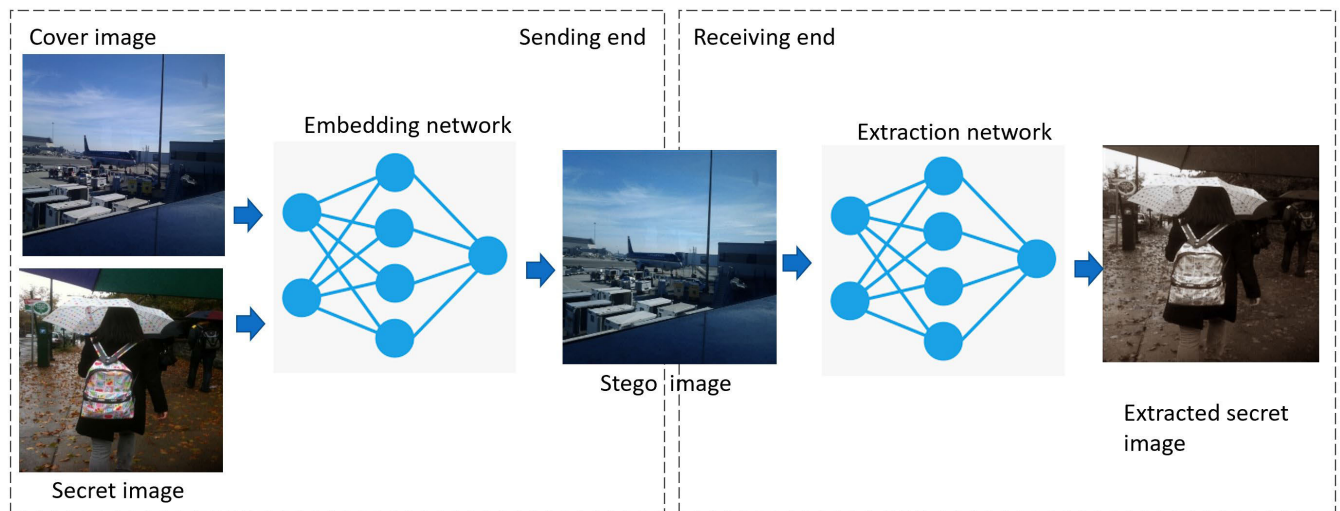 Cover image
Sending end
Receiving end
Embedding network
Extraction network
Stego image
Extracted secret
image
Secret image